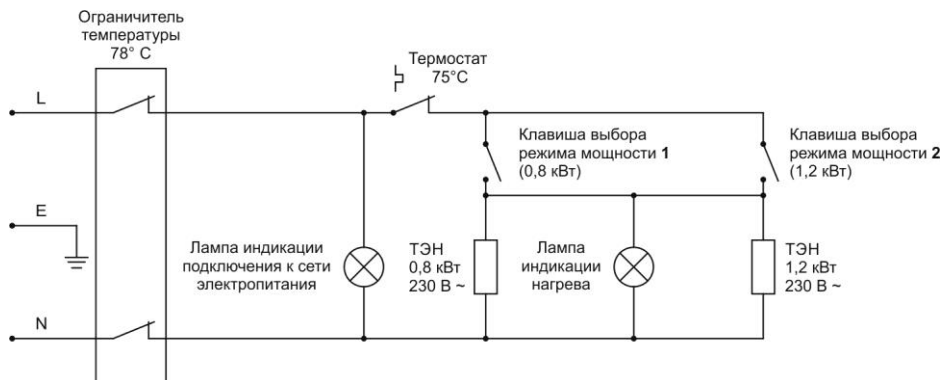 Ограничитель
температуры
78° C
Термостат
75°C
L
Клавиша выбора
режима мощности 1
(0,8 кВт)
Клавиша выбора
режима мощности 2
(1,2 кВт)
E
Лампа индикации
подключения к сети
электропитания
ТЭН
0,8 кВт
230 В ~
Лампа
индикации
нагрева
ТЭН
1,2 кВт
230 В ~
N